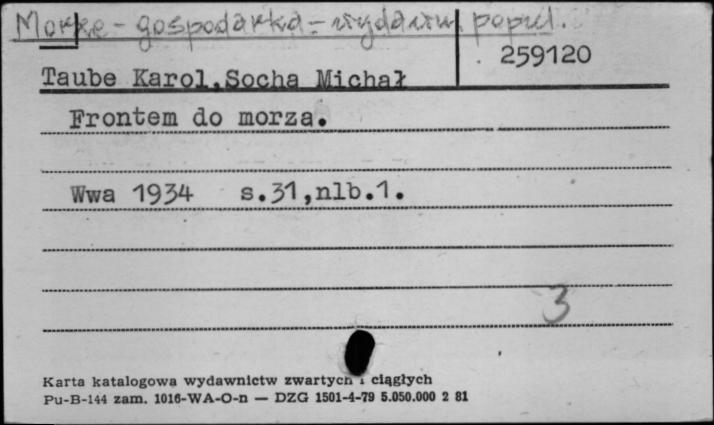 Morze - gospodarka - wydawn. popul.
259120
Taube Karol,Socha Michał
Frontem do morza.
Wwa 1934 s.31,nlb.1.
3
Karta katalogowa wydawnictw zwartych i ciągłych
Pu-B-144 zam. 1016-WA-O-n — DZG 1501-4-79 5.050.000 2 81